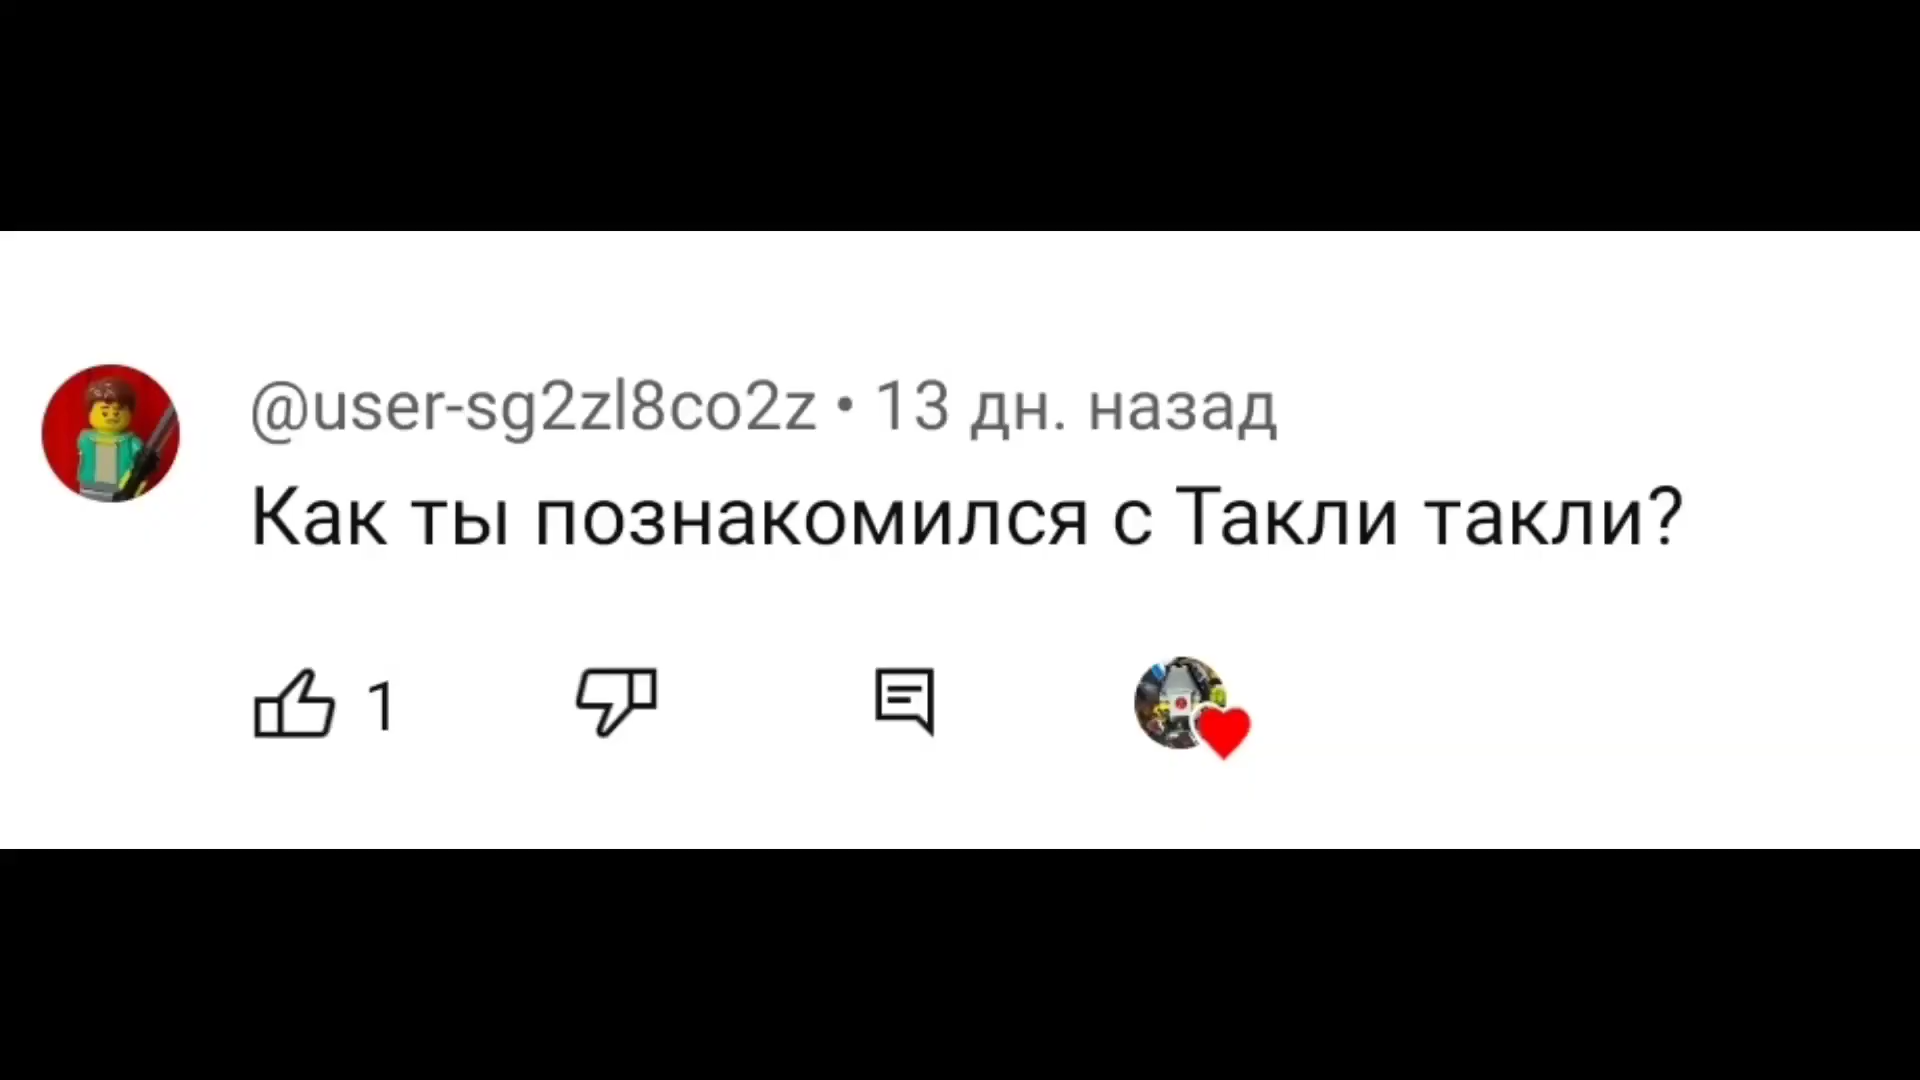 @user-sg2zl8co2z • 13 дн. назад
Как ты познакомился с Такли такли?
1